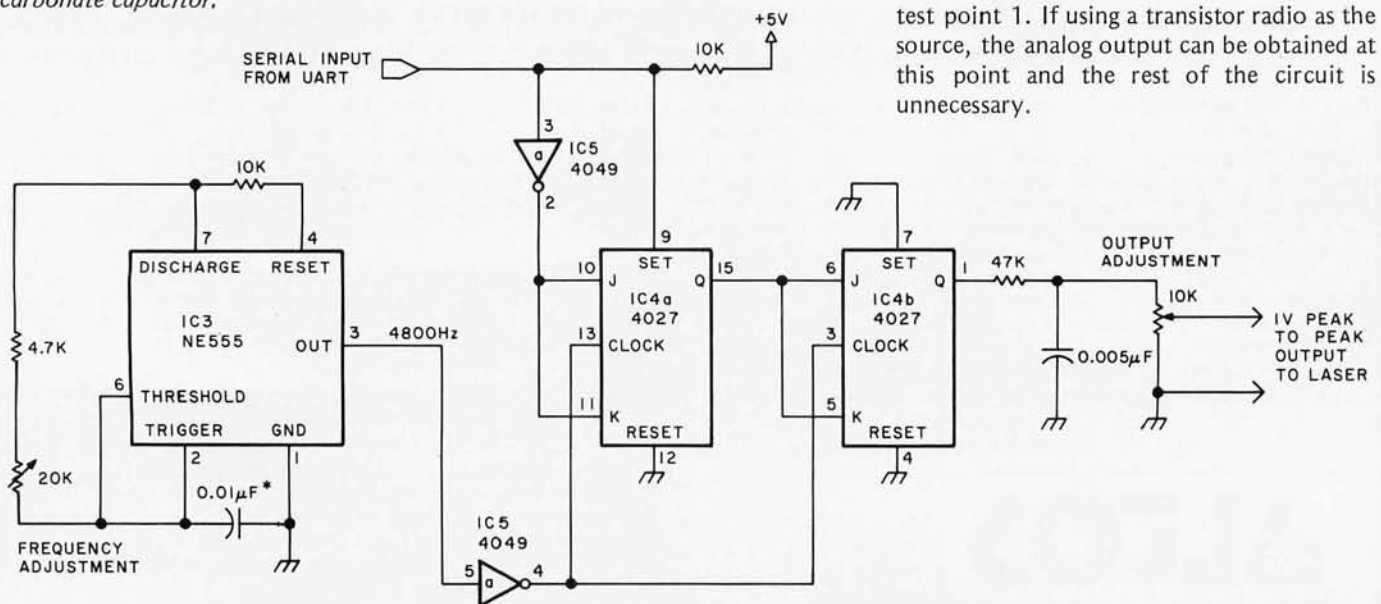 carbonate capacitor.
test point 1. If using a transistor radio as the
source, the analog output can be obtained at
this point and the rest of the circuit is
unnecessary.
+5V
10K
SERIAL INPUT
FROM UART
3
a
IC5
4049
2
10K
7
4
DISCHARGE
RESET
IC3
NE555
OUT
3
4800Hz
4.7K
6
THRESHOLD
TRIGGER
GND
2
1
20K
0.01µF*
FREQUENCY
ADJUSTMENT
IC5
4049
5
a
4
9
SET
10
J
Q
15
IC4a
4027
13
CLOCK
11
K
RESET
12
7
SET
6
J
Q
1
IC4b
4027
3
CLOCK
5
K
RESET
4
47K
0.005µF
OUTPUT
ADJUSTMENT
10K
1V PEAK
TO PEAK
OUTPUT
TO LASER